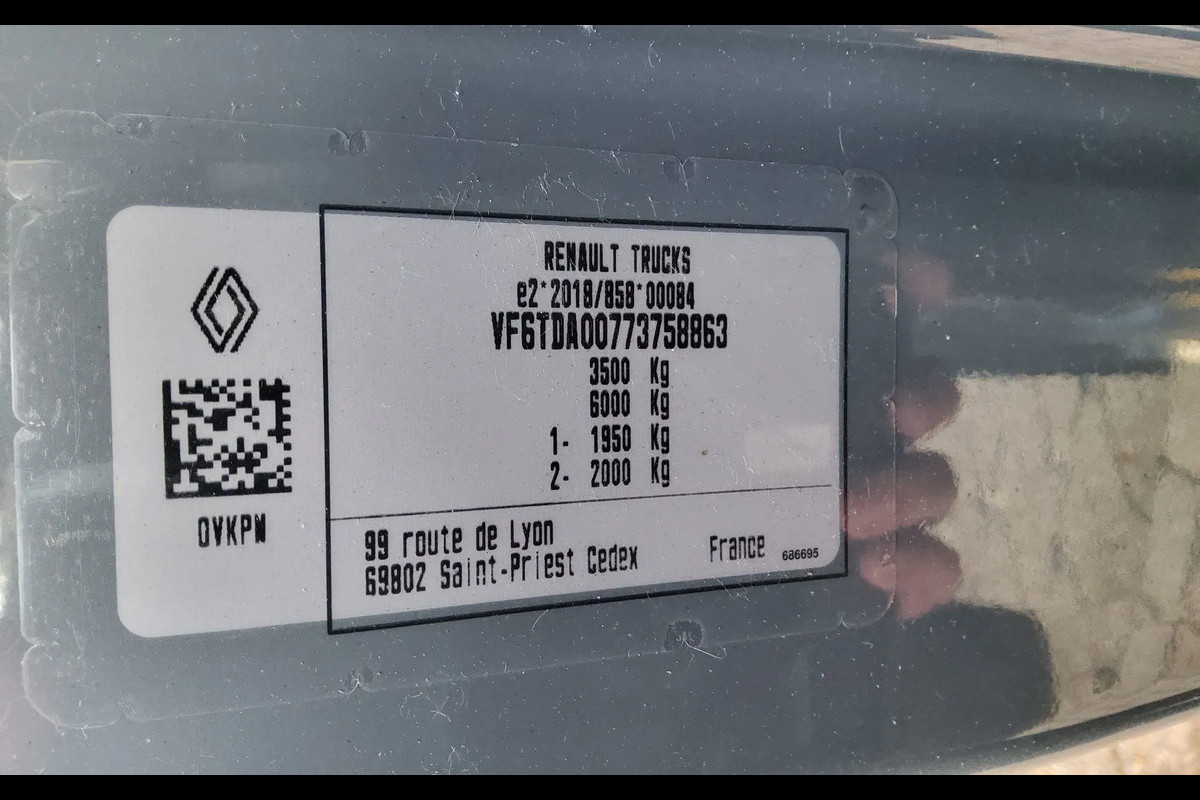 RENAULT TRUCKS
e2*2018/858*00084
VF6TDA00773758863
3500 Kg
6000 Kg
1- 1950 Kg
2- 2000 Kg
OVKPW
99 route de Lyon
69802 Saint-Priest Cedex
France
686695